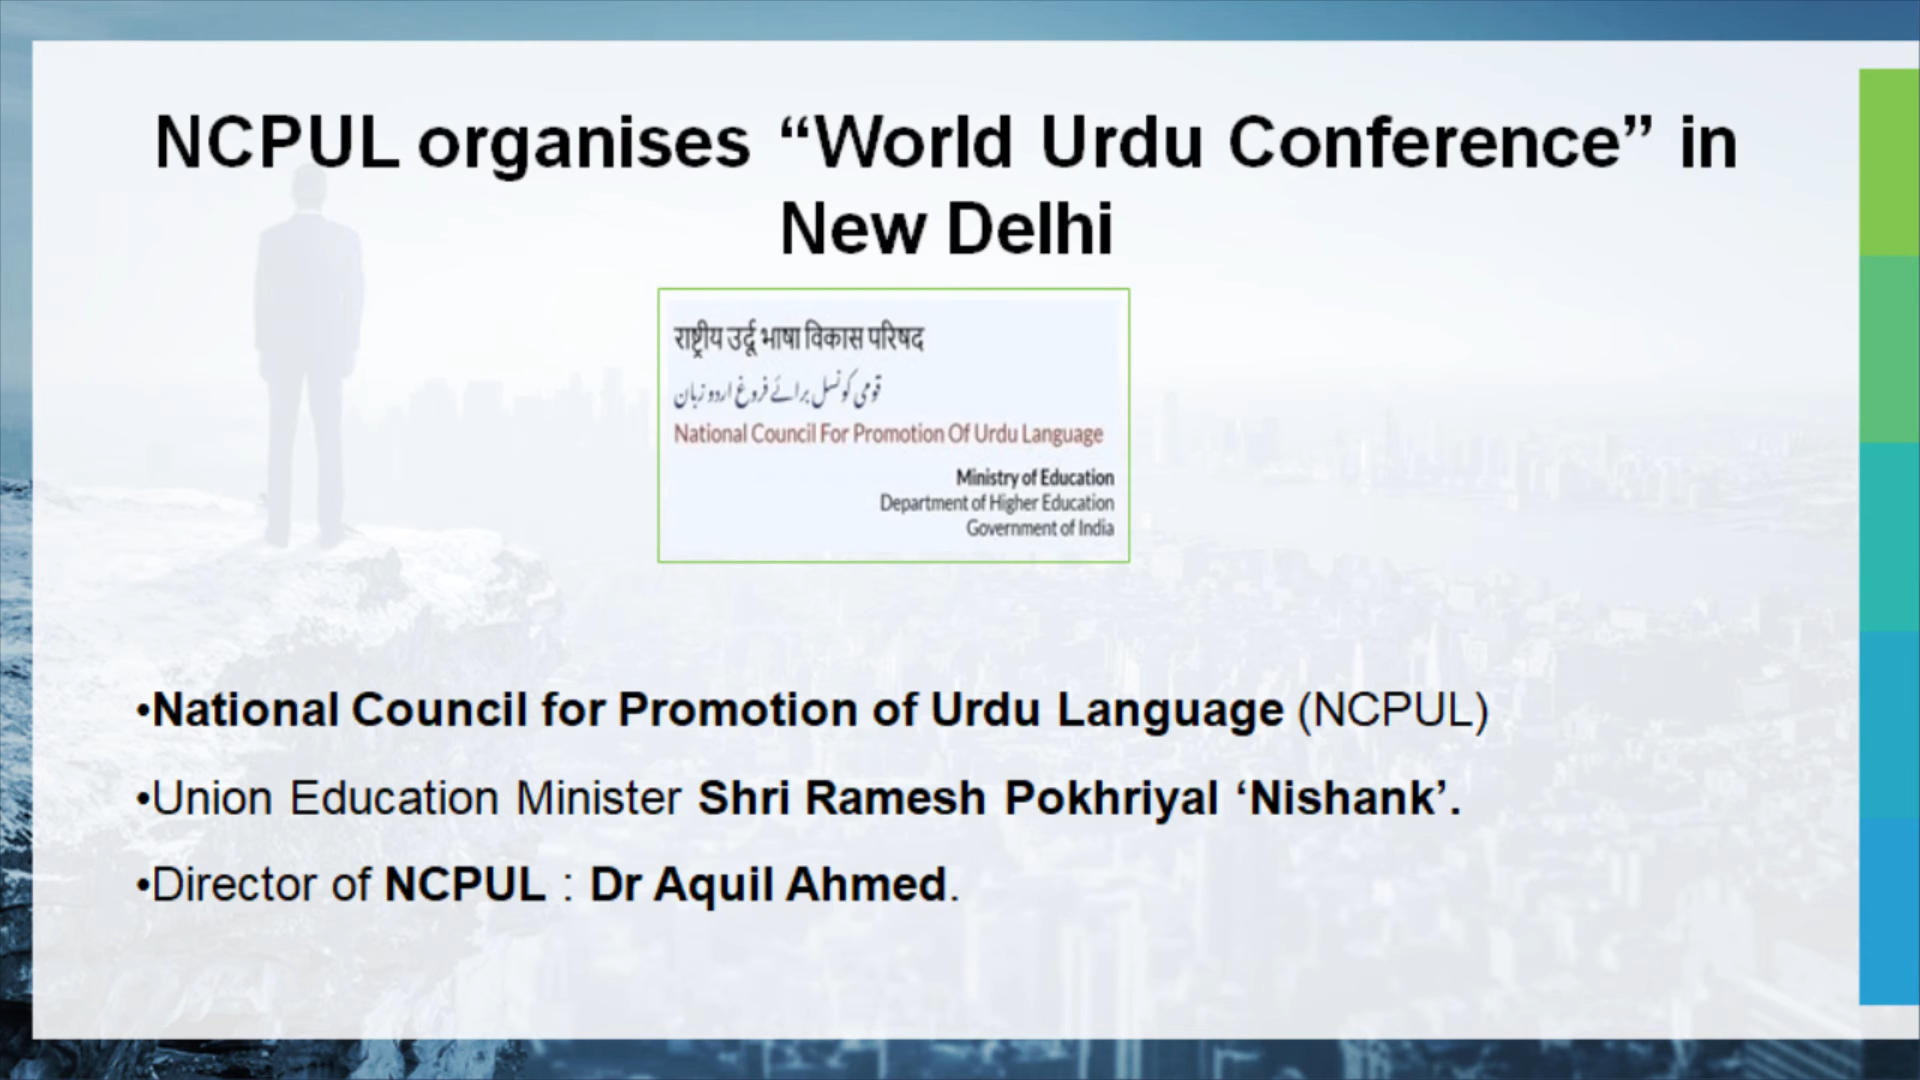 NCPUL organises “World Urdu Conference” in
New Delhi
राष्ट्रीय उर्दू भाषा विकास परिषद
قومی کونسل برائے فروغ اردو زبان
National Council For Promotion Of Urdu Language
Ministry of Education
Department of Higher Education
Government of India
•National Council for Promotion of Urdu Language (NCPUL)
•Union Education Minister Shri Ramesh Pokhriyal ‘Nishank’.
•Director of NCPUL : Dr Aquil Ahmed.